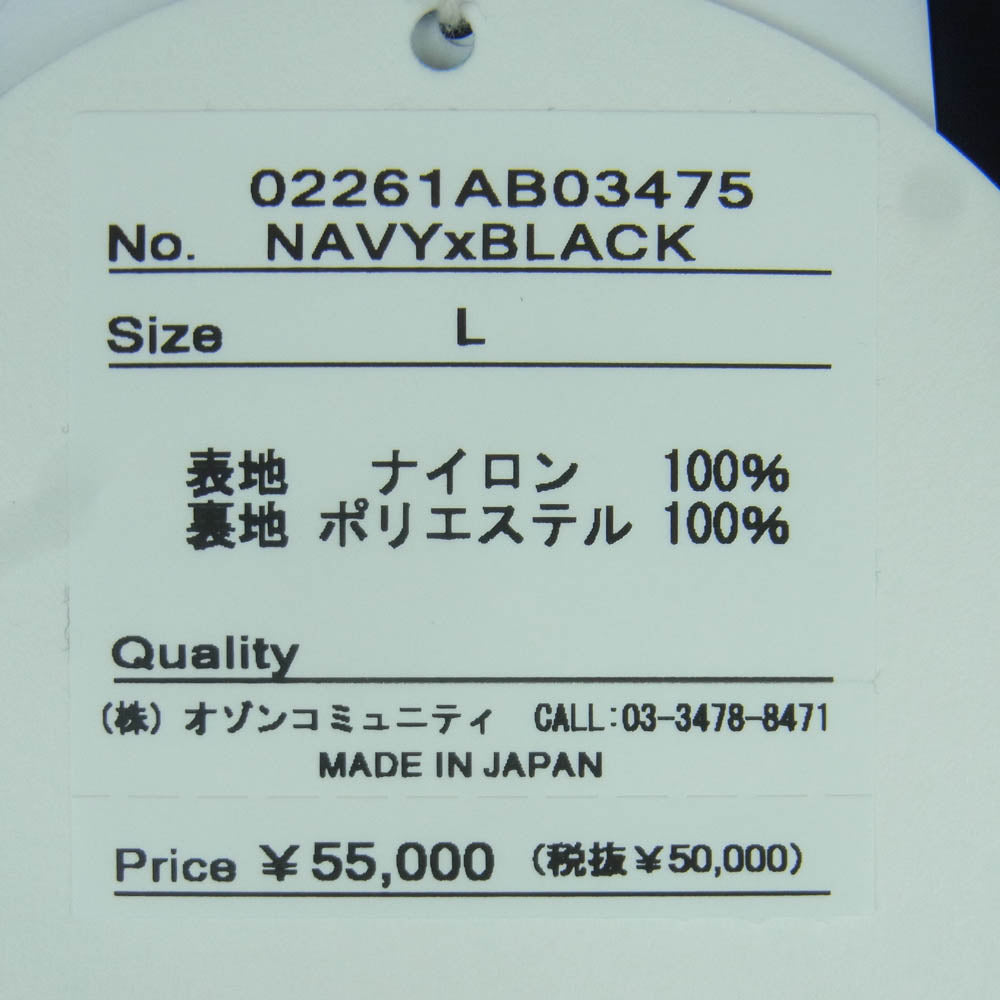 02261AB03475
No. NAVYxBLACK
Size L
表地 ナイロン 100%
裏地 ポリエステル 100%
Quality
(株) オゾンコミュニティ CALL:03-3478-8471
MADE IN JAPAN
Price ¥55,000 (税抜¥50,000)